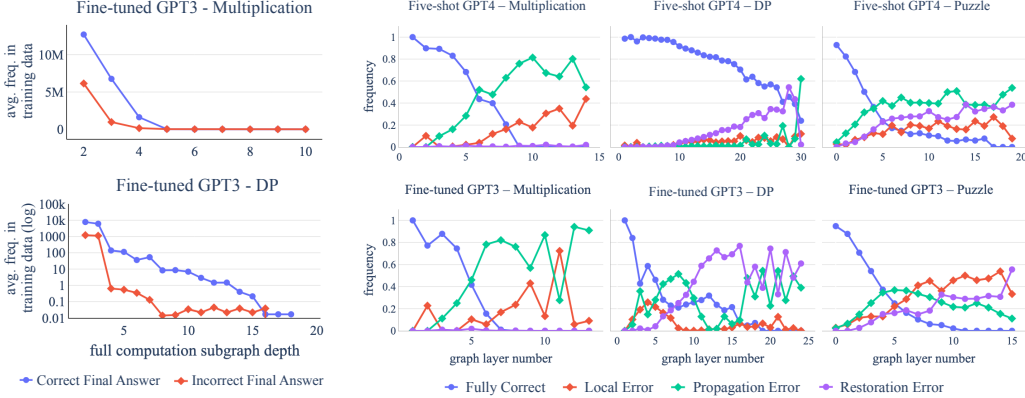 Fine-tuned GPT3 - Multiplication
avg. freq. in
training data
10M
5M
0
2 4 6 8 10
Fine-tuned GPT3 - DP
avg. freq. in
training data (log)
100k
10k
1000
100
10
1
0.1
0.01
5 10 15 20
full computation subgraph depth
Correct Final Answer Incorrect Final Answer
Five-shot GPT4 – Multiplication
frequency
1
0.8
0.6
0.4
0.2
0
0 5 10 15
Five-shot GPT4 – DP
0 10 20 30
Five-shot GPT4 – Puzzle
0 5 10 15 20
Fine-tuned GPT3 – Multiplication
frequency
1
0.8
0.6
0.4
0.2
0
5 10
graph layer number
Fine-tuned GPT3 – DP
0 5 10 15 20 25
graph layer number
Fine-tuned GPT3 – Puzzle
0 5 10 15
graph layer number
Fully Correct Local Error Propagation Error Restoration Error